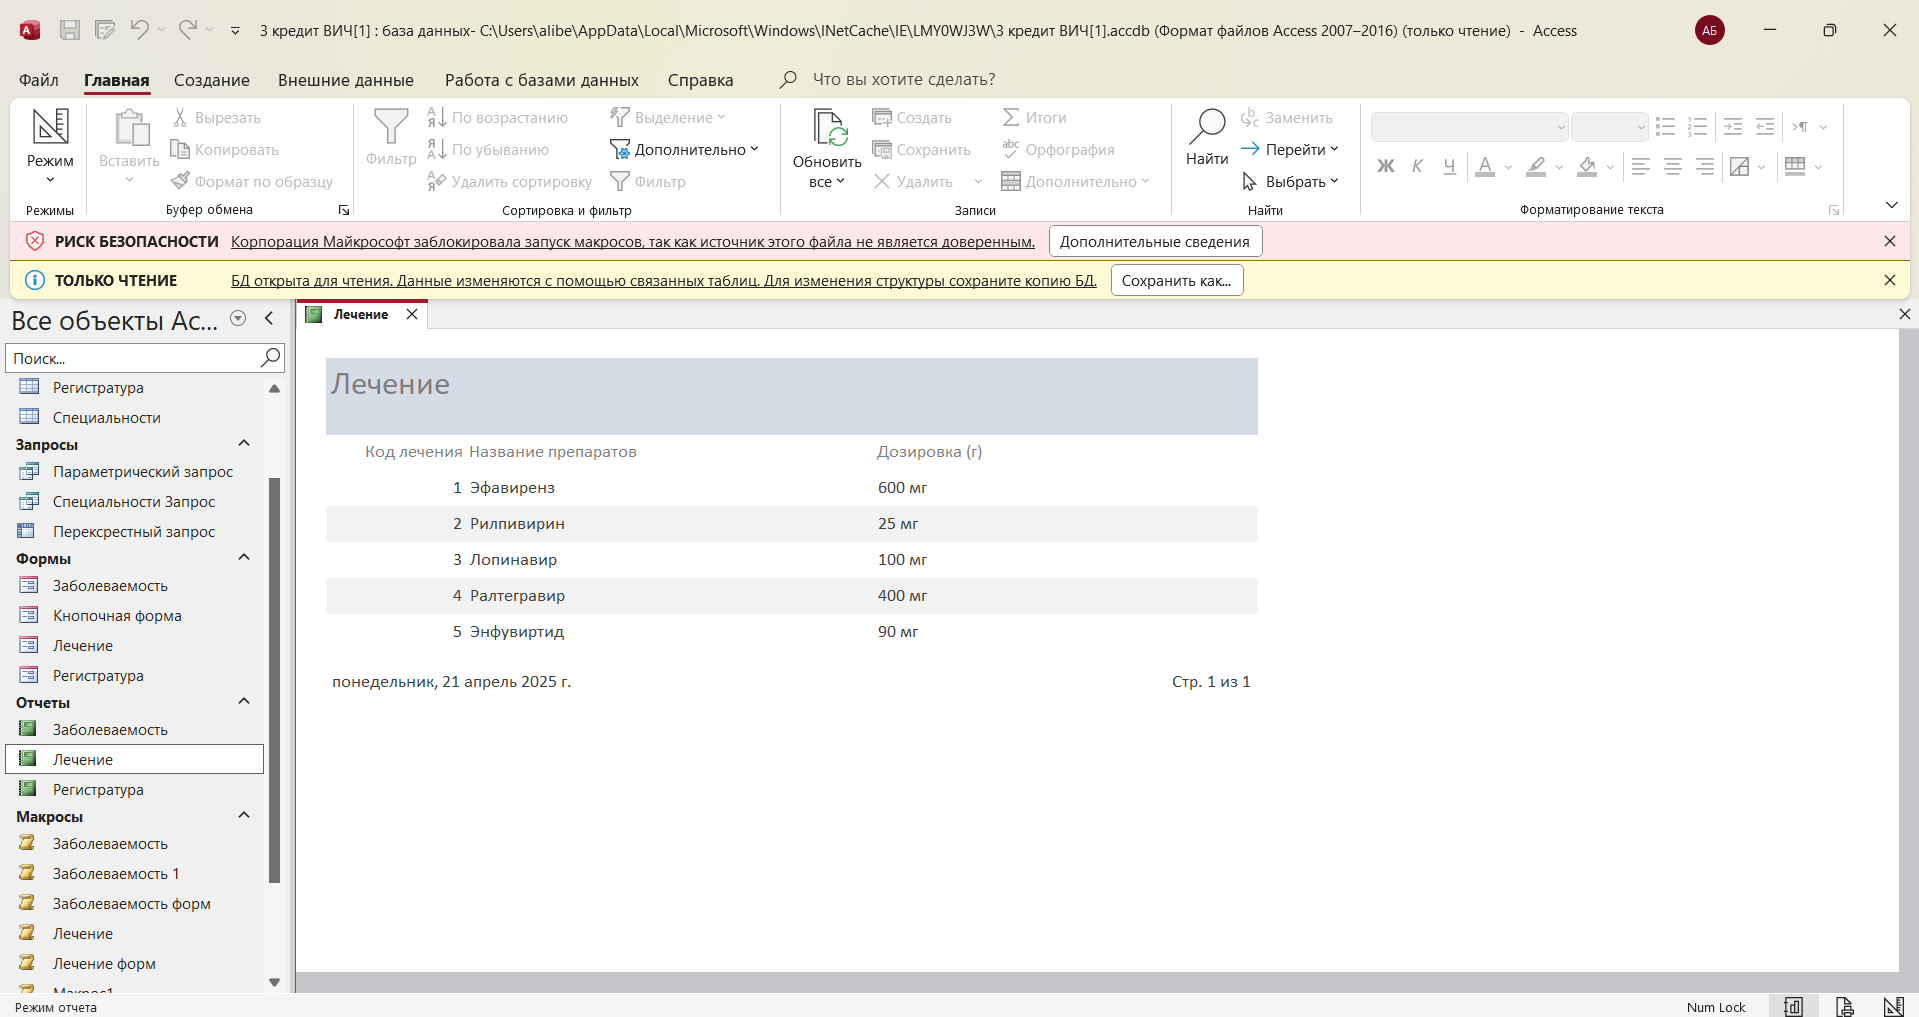 3 кредит ВИЧ[1] : база данных- C:\Users\alibe\AppData\Local\Microsoft\Windows\INetCache\IE\LMY0WJ3W\3 кредит ВИЧ[1].accdb (Формат файлов Access 2007–2016) (только чтение) - Access
АБ
Файл Главная Создание Внешние данные Работа с базами данных Справка Что вы хотите сделать?
Режим
Режимы
Вставить
Вырезать
Копировать
Формат по образцу
Буфер обмена
Фильтр
По возрастанию
По убыванию
Удалить сортировку
Выделение
Дополнительно
Фильтр
Сортировка и фильтр
Обновить
все
Создать
Сохранить
Удалить
Итоги
Орфография
Дополнительно
Записи
Найти
Заменить
Перейти
Выбрать
Найти
Ж К Ч А
Форматирование текста
РИСК БЕЗОПАСНОСТИ Корпорация Майкрософт заблокировала запуск макросов, так как источник этого файла не является доверенным. Дополнительные сведения
ТОЛЬКО ЧТЕНИЕ БД открыта для чтения. Данные изменяются с помощью связанных таблиц. Для изменения структуры сохраните копию БД. Сохранить как...
Все объекты Ac...
Поиск...
Регистратура
Специальности
Запросы
Параметрический запрос
Специальности Запрос
Перексрестный запрос
Формы
Заболеваемость
Кнопочная форма
Лечение
Регистратура
Отчеты
Заболеваемость
Лечение
Регистратура
Макросы
Заболеваемость
Заболеваемость 1
Заболеваемость форм
Лечение
Лечение форм
Макрос1
Лечение
Лечение
Код лечения Название препаратов Дозировка (г)
1 Эфавиренз 600 мг
2 Рилпивирин 25 мг
3 Лопинавир 100 мг
4 Ралтегравир 400 мг
5 Энфувиртид 90 мг
понедельник, 21 апрель 2025 г. Стр. 1 из 1
Режим отчета Num Lock